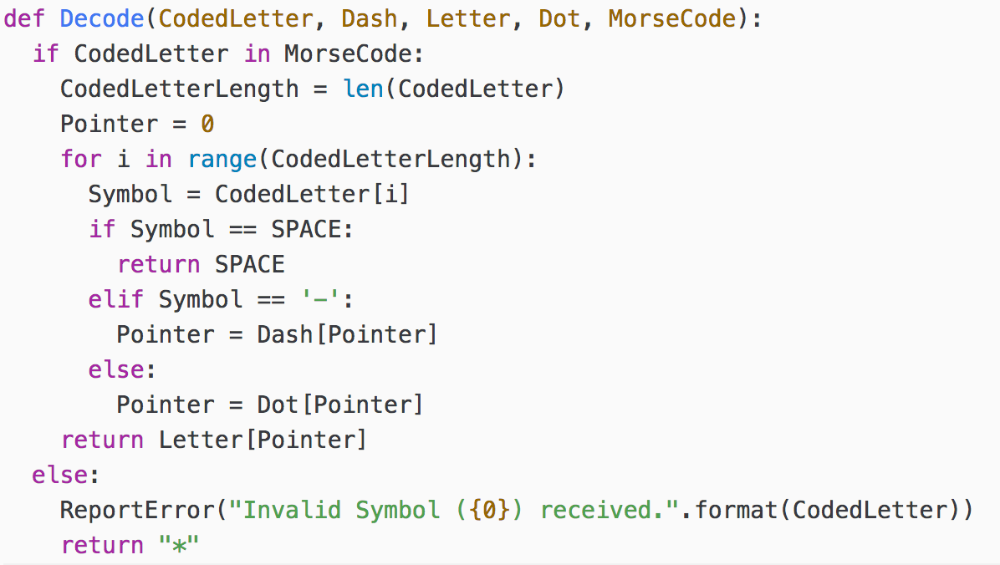 def Decode(CodedLetter, Dash, Letter, Dot, MorseCode):
  if CodedLetter in MorseCode:
    CodedLetterLength = len(CodedLetter)
    Pointer = 0
    for i in range(CodedLetterLength):
      Symbol = CodedLetter[i]
      if Symbol == SPACE:
        return SPACE
      elif Symbol == '-':
        Pointer = Dash[Pointer]
      else:
        Pointer = Dot[Pointer]
    return Letter[Pointer]
  else:
    ReportError("Invalid Symbol ({0}) received.".format(CodedLetter))
    return "*"